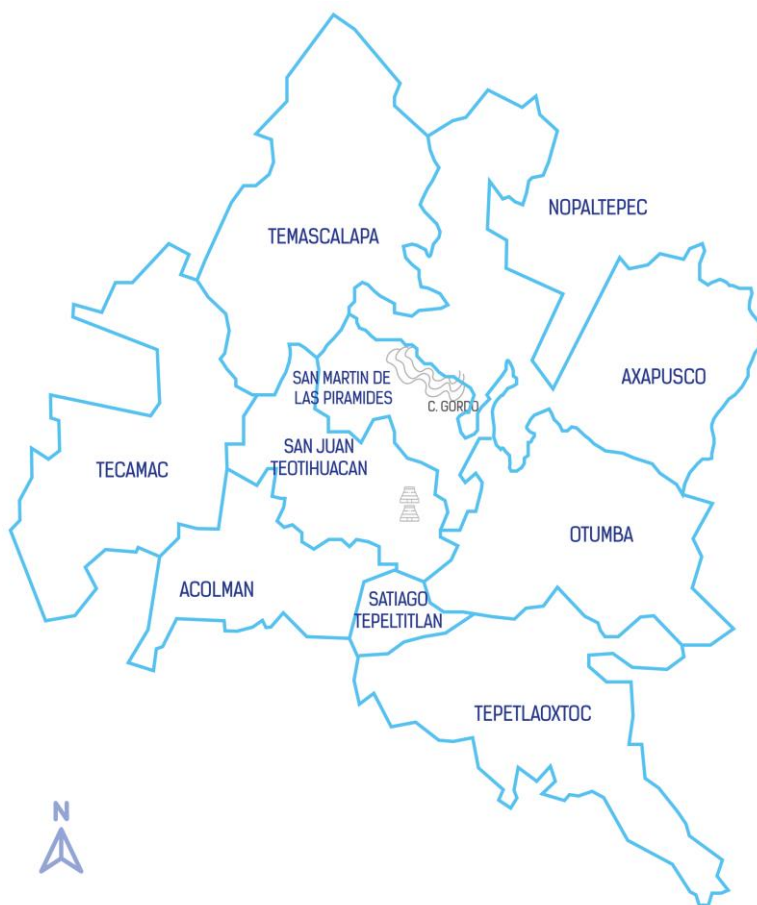 NOPALTEPEC
TEMASCALAPA
SAN MARTIN DE
LAS PIRAMIDES
AXAPUSCO
C. GORDO
SAN JUAN
TEOTIHUACAN
TECAMAC
OTUMBA
ACOLMAN
SATIAGO
TEPELTITLAN
TEPETLAOXTOC
N